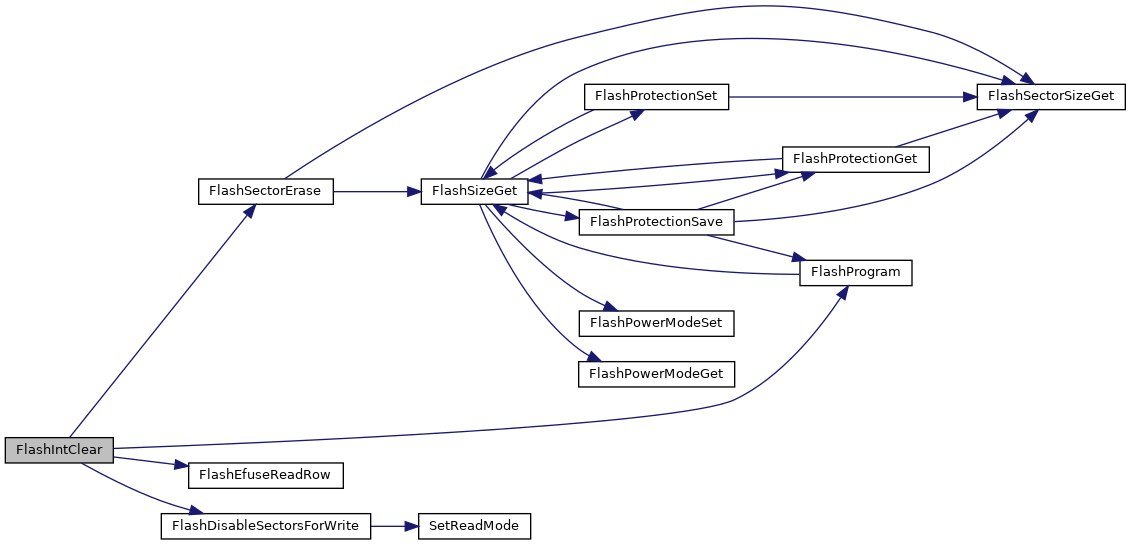 FlashProtectionSet
FlashSectorSizeGet
FlashProtectionGet
FlashSectorErase
FlashSizeGet
FlashProtectionSave
FlashProgram
FlashPowerModeSet
FlashPowerModeGet
FlashIntClear
FlashEfuseReadRow
FlashDisableSectorsForWrite
SetReadMode